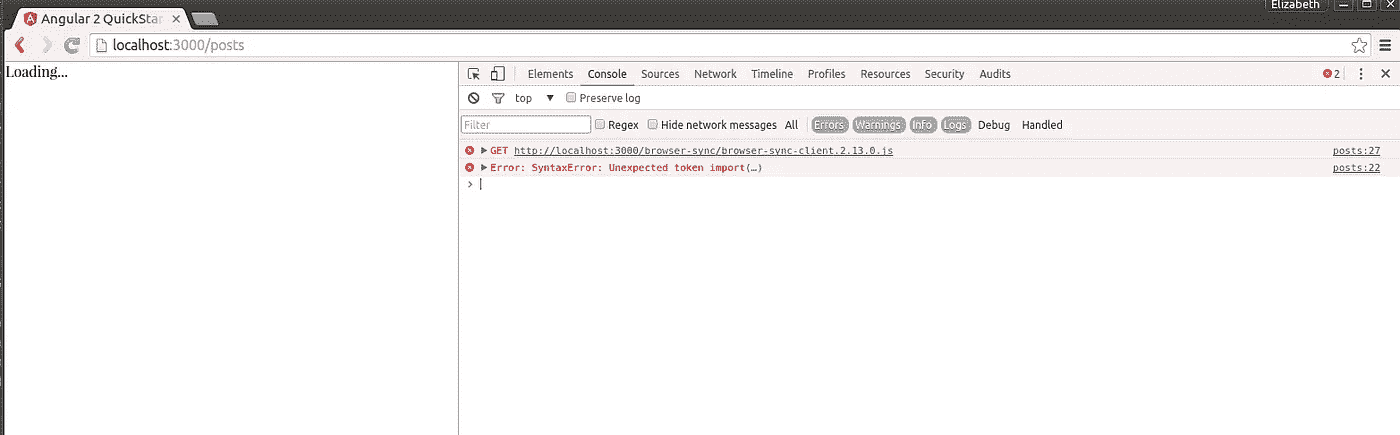 Elizabeth
Angular 2 QuickStar
localhost:3000/posts
Loading...
Elements Console Sources Network Timeline Profiles Resources Security Audits 2
top Preserve log
Filter Regex Hide network messages All Errors Warnings Info Logs Debug Handled
GET http://localhost:3000/browser-sync/browser-sync-client.2.13.0.js posts:27
Error: SyntaxError: Unexpected token import(…) posts:22